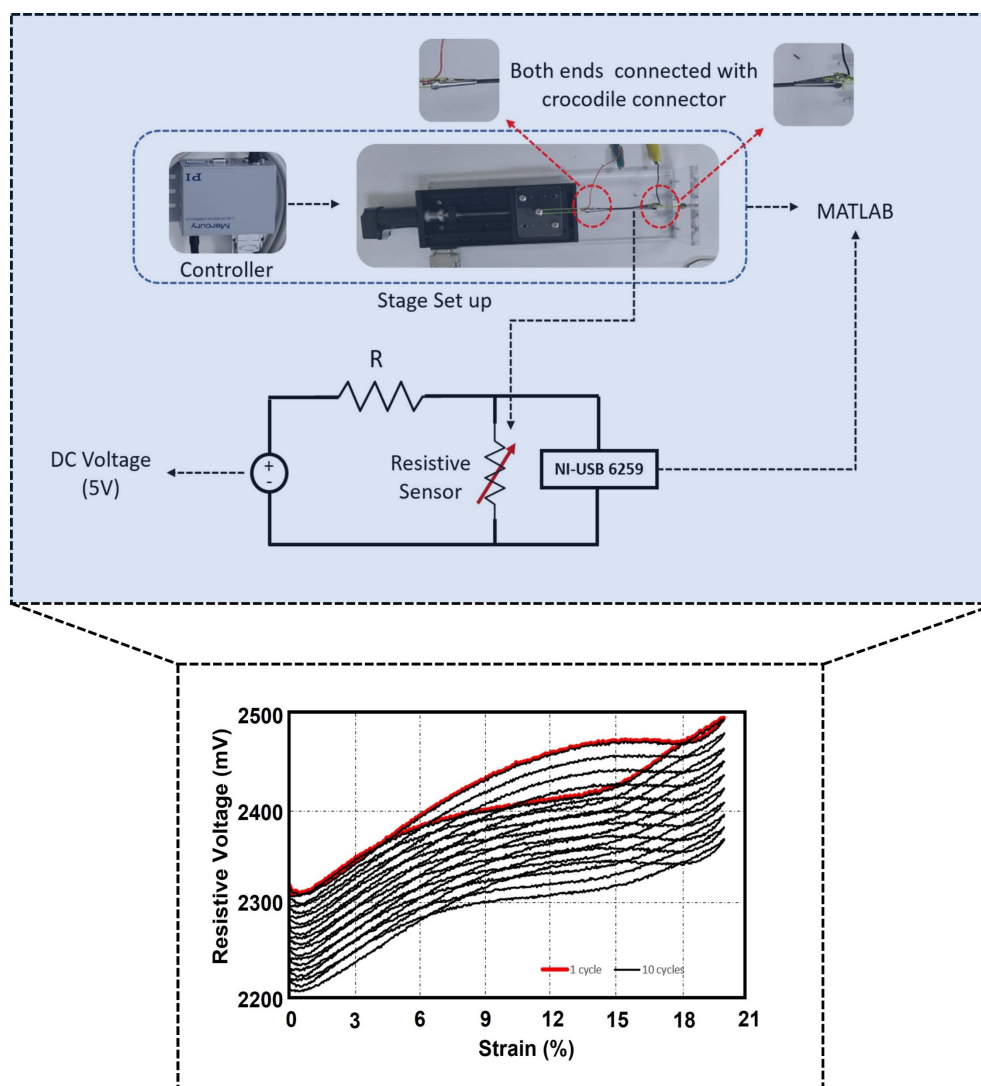 Both ends connected with
crocodile connector
PI
Mercury
Controller
Stage Set up
MATLAB
R
DC Voltage
(5V)
+
-
Resistive
Sensor
NI-USB 6259
Resistive Voltage (mV)
2500
2400
2300
2200
1 cycle
10 cycles
0
3
6
9
12
15
18
21
Strain (%)